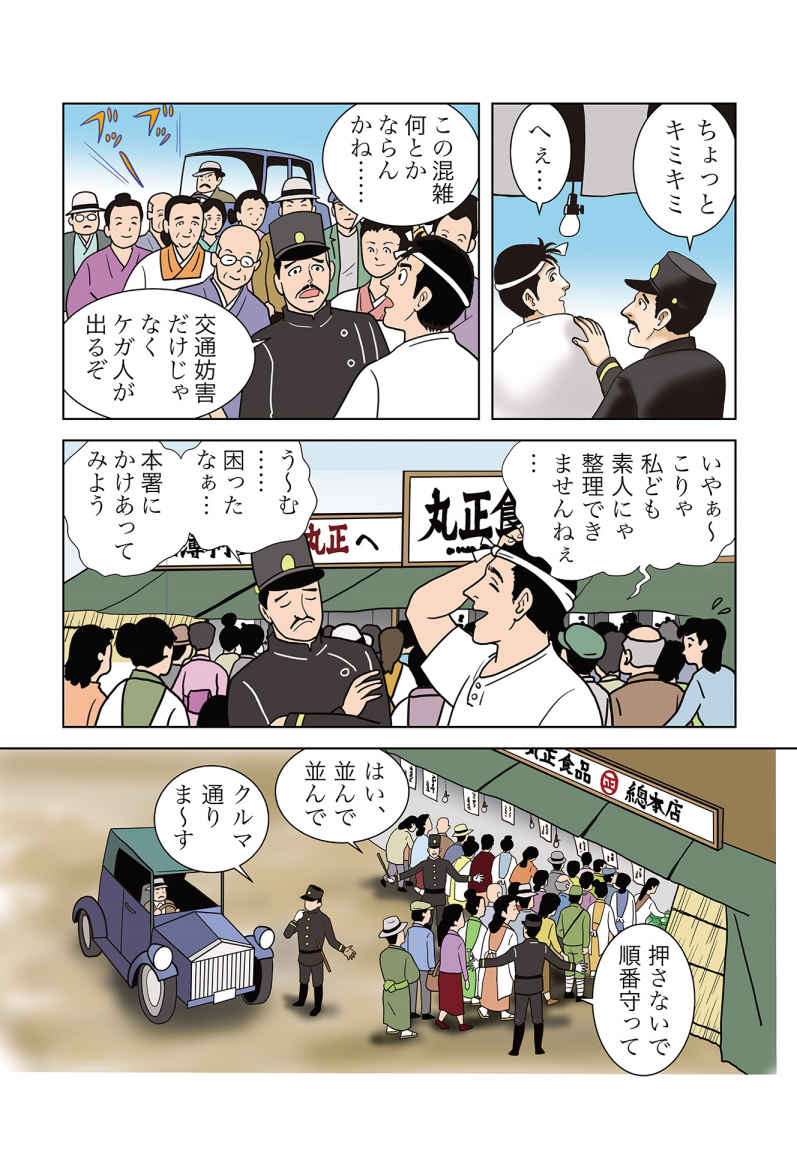 ちょっと
キミキミ
へぇ…
この混雑
何とか
ならん
かね……
ブッ
ブブッ
交通妨害
だけじゃ
なく
ケガ人が
出るぞ
いやぁ〜
こりゃ
私ども
素人にゃ
整理でき
ませんねぇ
…
う〜む
……
困った
なぁ…
本署に
かけあって
みよう
丸正食
丸正へ
はい、
並んで
並んで
クルマ
通り
ま〜す
丸正食品 正 總本店
押さないで
順番守って